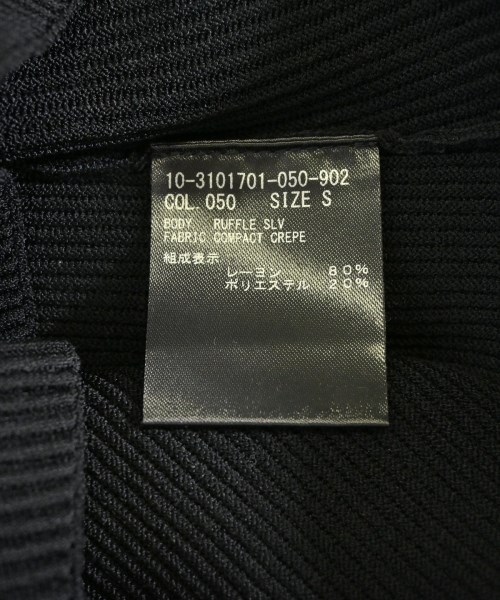 10-3101701-050-902
COL. 050 SIZE S
BODY RUFFLE SLV
FABRIC COMPACT CREPE
組成表示
レーヨン 80%
ポリエステル 20%